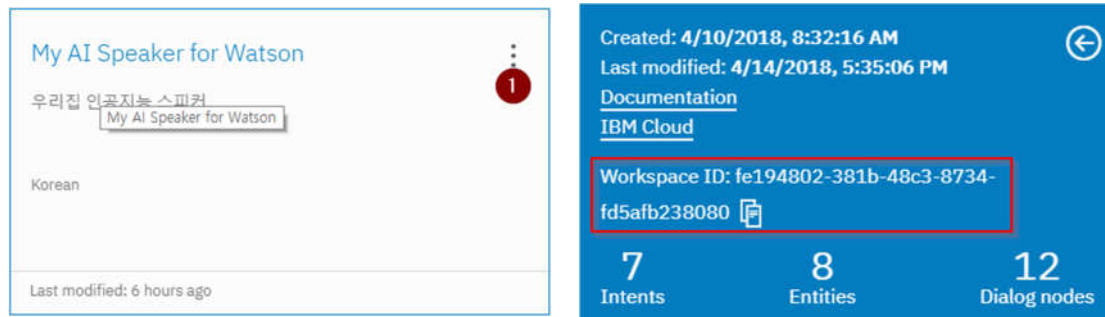 My AI Speaker for Watson
1
우리집 인공지능 스피커
My AI Speaker for Watson
Korean
Last modified: 6 hours ago
Created: 4/10/2018, 8:32:16 AM
Last modified: 4/14/2018, 5:35:06 PM
Documentation
IBM Cloud
Workspace ID: fe194802-381b-48c3-8734-
fd5afb238080
7 8 12
Intents Entities Dialog nodes